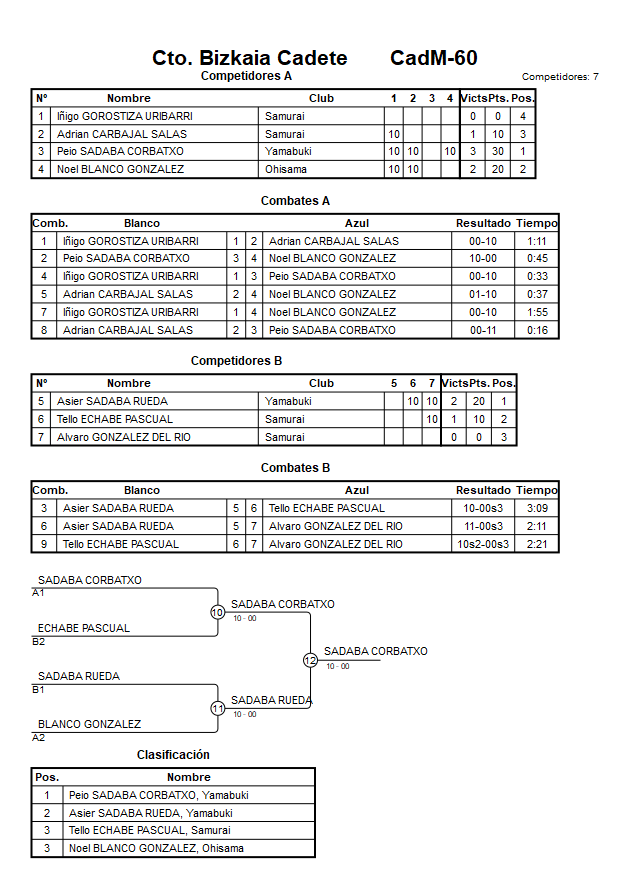 Cto. Bizkaia Cadete CadM-60
Competidores A
Competidores: 7
Nº Nombre Club 1 2 3 4 Victs Pts. Pos.
1 Iñigo GOROSTIZA URIBARRI Samurai 0 0 4
2 Adrian CARBAJAL SALAS Samurai 10 1 10 3
3 Peio SADABA CORBATXO Yamabuki 10 10 10 3 30 1
4 Noel BLANCO GONZALEZ Ohisama 10 10 2 20 2
Combates A
Comb. Blanco Azul Resultado Tiempo
1 Iñigo GOROSTIZA URIBARRI 1 2 Adrian CARBAJAL SALAS 00-10 1:11
2 Peio SADABA CORBATXO 3 4 Noel BLANCO GONZALEZ 10-00 0:45
4 Iñigo GOROSTIZA URIBARRI 1 3 Peio SADABA CORBATXO 00-10 0:33
5 Adrian CARBAJAL SALAS 2 4 Noel BLANCO GONZALEZ 01-10 0:37
7 Iñigo GOROSTIZA URIBARRI 1 4 Noel BLANCO GONZALEZ 00-10 1:55
8 Adrian CARBAJAL SALAS 2 3 Peio SADABA CORBATXO 00-11 0:16
Competidores B
Nº Nombre Club 5 6 7 Victs Pts. Pos.
5 Asier SADABA RUEDA Yamabuki 10 10 2 20 1
6 Tello ECHABE PASCUAL Samurai 10 1 10 2
7 Alvaro GONZALEZ DEL RIO Samurai 0 0 3
Combates B
Comb. Blanco Azul Resultado Tiempo
3 Asier SADABA RUEDA 5 6 Tello ECHABE PASCUAL 10-00s3 3:09
6 Asier SADABA RUEDA 5 7 Alvaro GONZALEZ DEL RIO 11-00s3 2:11
9 Tello ECHABE PASCUAL 6 7 Alvaro GONZALEZ DEL RIO 10s2-00s3 2:21
SADABA CORBATXO
A1
10
SADABA CORBATXO
10 - 00
ECHABE PASCUAL
B2
12
SADABA CORBATXO
10 - 00
SADABA RUEDA
B1
11
SADABA RUEDA
10 - 00
BLANCO GONZALEZ
A2
Clasificación
Pos. Nombre
1 Peio SADABA CORBATXO, Yamabuki
2 Asier SADABA RUEDA, Yamabuki
3 Tello ECHABE PASCUAL, Samurai
3 Noel BLANCO GONZALEZ, Ohisama